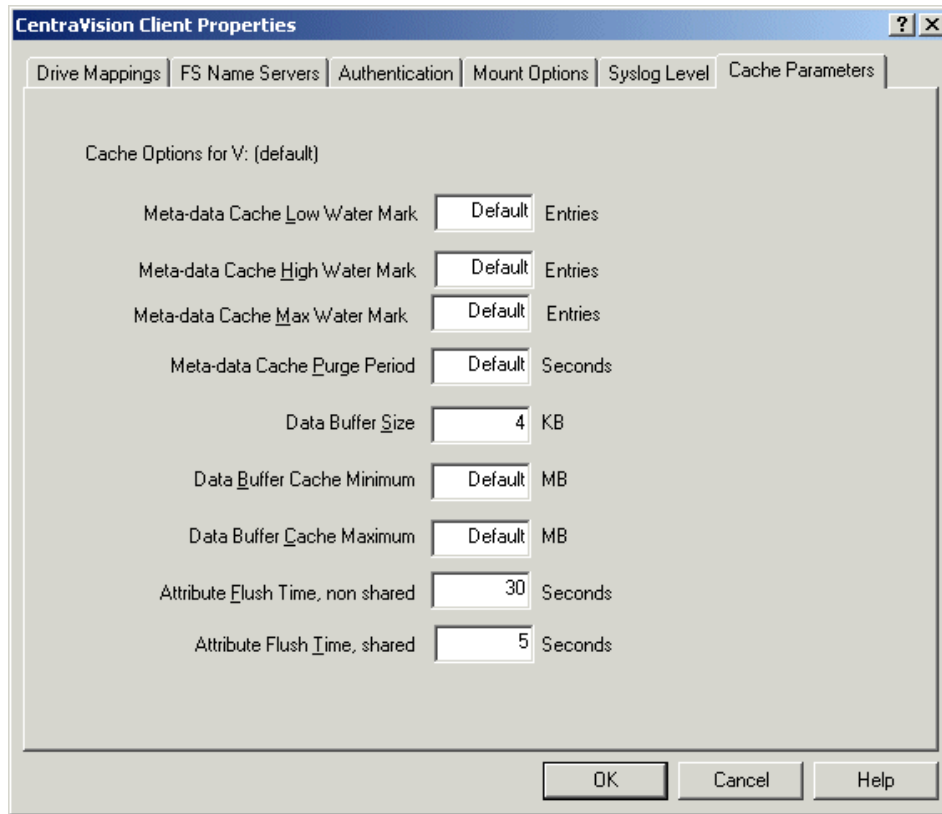 CentraVision Client Properties
Drive Mappings FS Name Servers Authentication Mount Options Syslog Level Cache Parameters
Cache Options for V: (default)
Meta-data Cache Low Water Mark Default Entries
Meta-data Cache High Water Mark Default Entries
Meta-data Cache Max Water Mark Default Entries
Meta-data Cache Purge Period Default Seconds
Data Buffer Size 4 KB
Data Buffer Cache Minimum Default MB
Data Buffer Cache Maximum Default MB
Attribute Flush Time, non shared 30 Seconds
Attribute Flush Time, shared 5 Seconds
OK Cancel Help